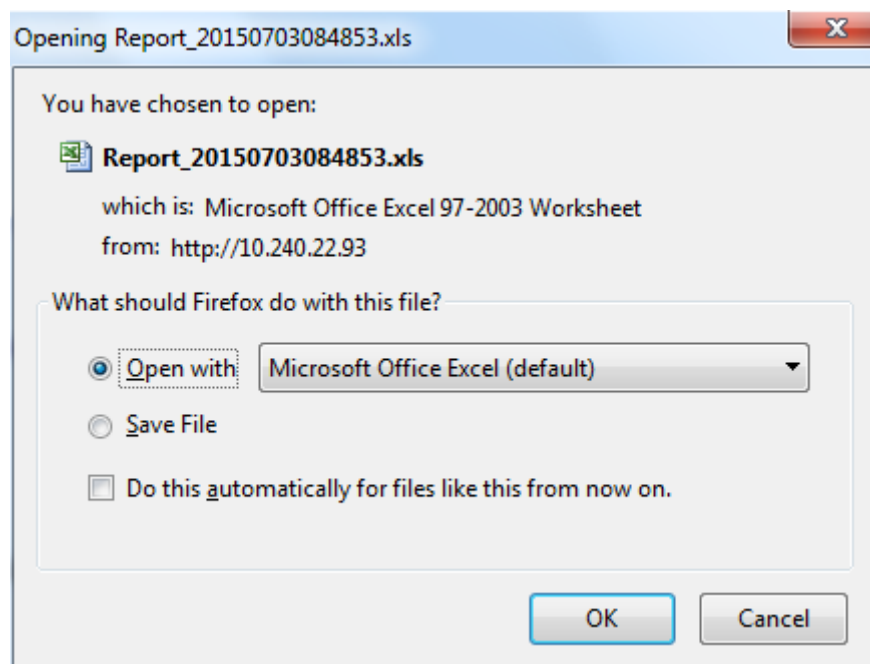 Opening Report_20150703084853.xls
You have chosen to open:
Report_20150703084853.xls
which is: Microsoft Office Excel 97-2003 Worksheet
from: http://10.240.22.93
What should Firefox do with this file?
Open with Microsoft Office Excel (default)
Save File
Do this automatically for files like this from now on.
OK Cancel